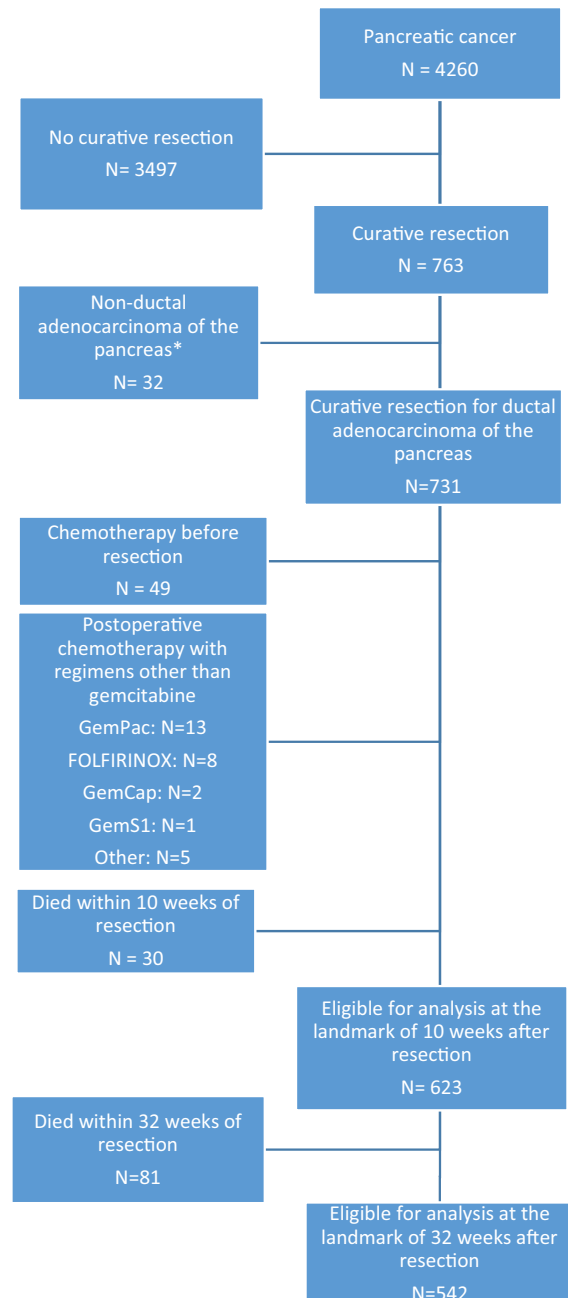 Pancreatic cancer
N = 4260
No curative resection
N= 3497
Curative resection
N = 763
Non-ductal
adenocarcinoma of the
pancreas*
N= 32
Curative resection for ductal
adenocarcinoma of the
pancreas
N=731
Chemotherapy before
resection
N = 49
Postoperative
chemotherapy with
regimens other than
gemcitabine
GemPac: N=13
FOLFIRINOX: N=8
GemCap: N=2
GemS1: N=1
Other: N=5
Died within 10 weeks of
resection
N = 30
Eligible for analysis at the
landmark of 10 weeks after
resection
N= 623
Died within 32 weeks of
resection
N=81
Eligible for analysis at the
landmark of 32 weeks after
resection
N=542